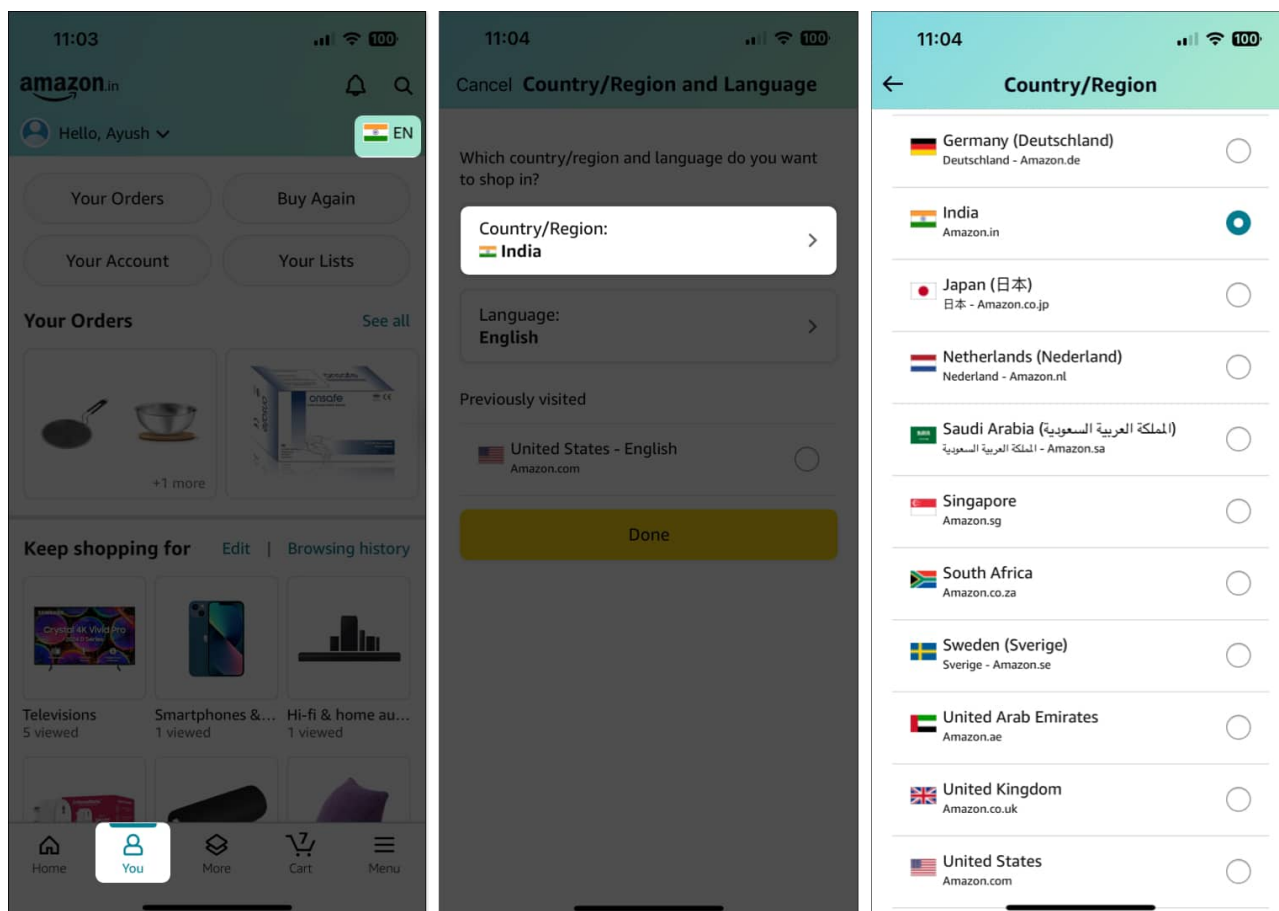 11:03
100
amazon.in
Hello, Ayush
EN
Your Orders
Buy Again
Your Account
Your Lists
Your Orders
See all
onsafe
+1 more
Keep shopping for
Edit | Browsing history
Crystal 4K Vivid Pro
Televisions
5 viewed
Smartphones &...
1 viewed
Hi-fi & home au...
1 viewed
Home
You
More
7
Cart
Menu
11:04
100
Cancel Country/Region and Language
Which country/region and language do you want
to shop in?
Country/Region:
India
Language:
English
Previously visited
United States - English
Amazon.com
Done
11:04
100
Country/Region
Germany (Deutschland)
Deutschland - Amazon.de
India
Amazon.in
Japan (日本)
日本 - Amazon.co.jp
Netherlands (Nederland)
Nederland - Amazon.nl
Saudi Arabia (المملكة العربية السعودية)
المملكة العربية السعودية - Amazon.sa
Singapore
Amazon.sg
South Africa
Amazon.co.za
Sweden (Sverige)
Sverige - Amazon.se
United Arab Emirates
Amazon.ae
United Kingdom
Amazon.co.uk
United States
Amazon.com